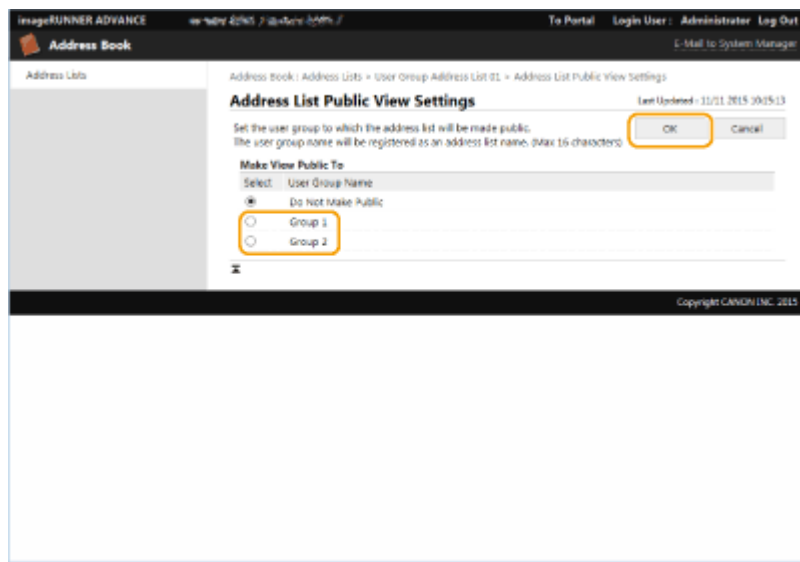 imageRUNNER ADVANCE To Portal Login User : Administrator Log Out
Address Book E-Mail to System Manager
Address Lists
Address Book : Address Lists > User Group Address List 01 > Address List Public View Settings
Address List Public View Settings Last Updated : 11/11 2015 10:15:13
Set the user group to which the address list will be made public.
The user group name will be registered as an address list name. (Max 16 characters)
OK Cancel
Make View Public To
Select User Group Name
Do Not Make Public
Group 1
Group 2
Copyright CANON INC. 2015